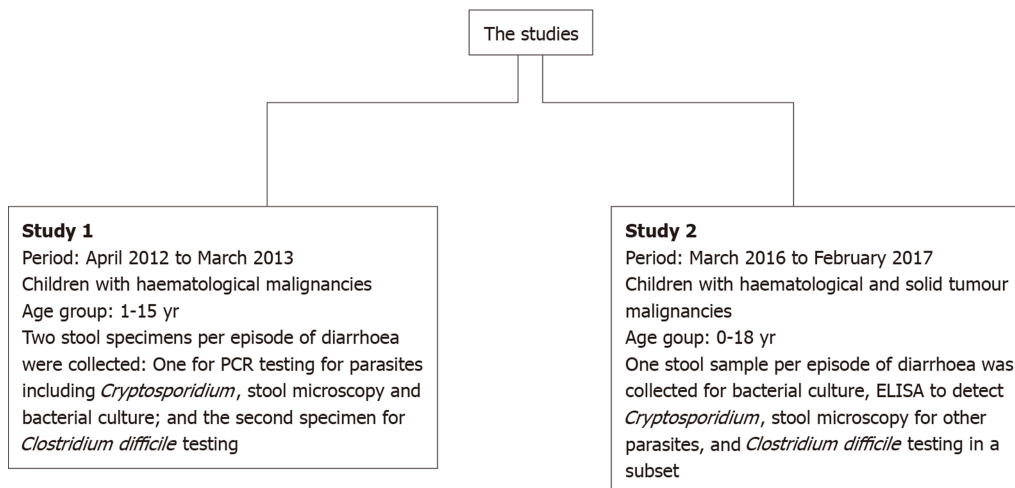 The studies
Study 1
Period: April 2012 to March 2013
Children with haematological malignancies
Age group: 1-15 yr
Two stool specimens per episode of diarrhoea
were collected: One for PCR testing for parasites
including Cryptosporidium, stool microscopy and
bacterial culture; and the second specimen for
Clostridium difficile testing
Study 2
Period: March 2016 to February 2017
Children with haematological and solid tumour
malignancies
Age goup: 0-18 yr
One stool sample per episode of diarrhoea was
collected for bacterial culture, ELISA to detect
Cryptosporidium, stool microscopy for other
parasites, and Clostridium difficile testing in a
subset